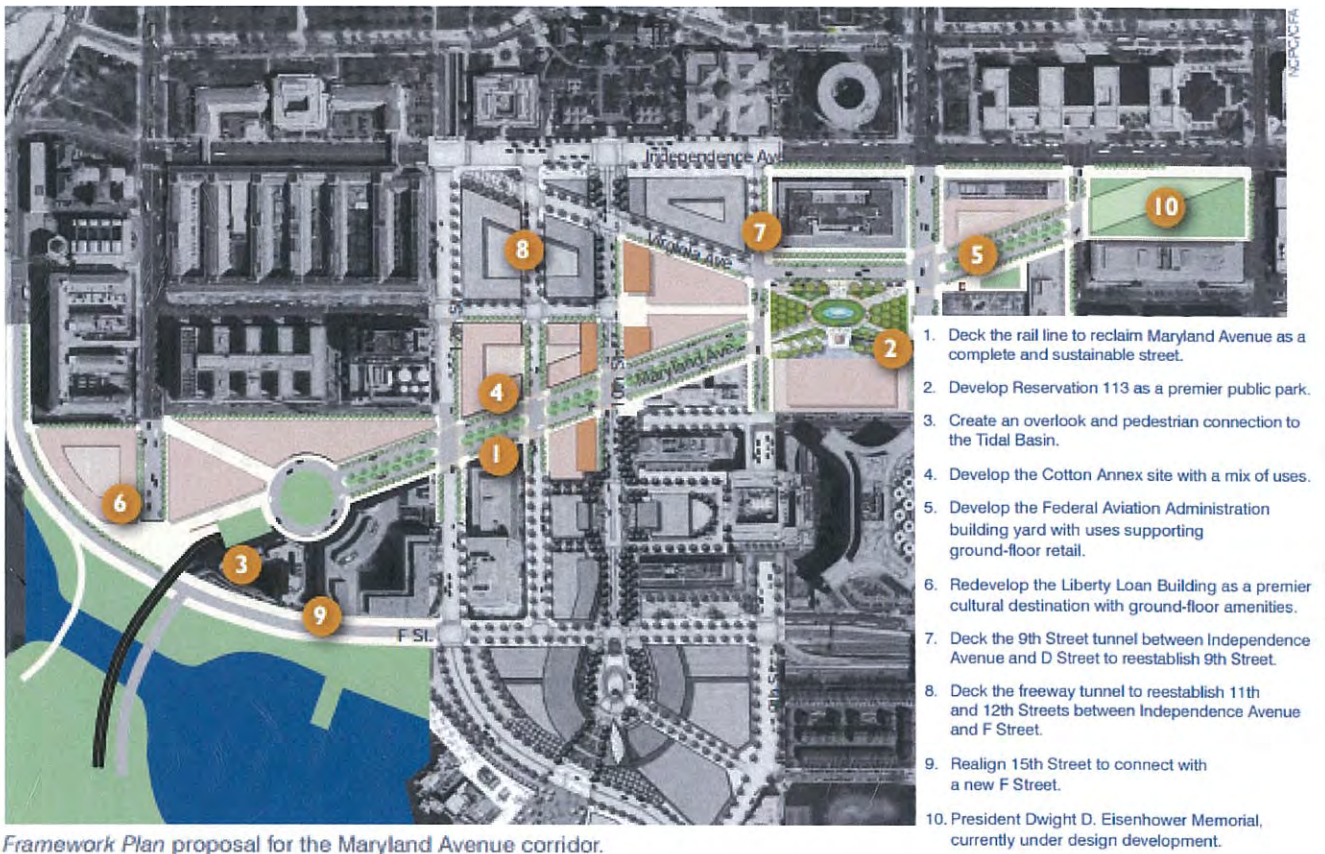 NCPC/CFA
Independence Av
Virginia Ave
Maryland Ave
F St.
1
2
3
4
5
6
7
8
9
10
1. Deck the rail line to reclaim Maryland Avenue as a
complete and sustainable street.
2. Develop Reservation 113 as a premier public park.
3. Create an overlook and pedestrian connection to
the Tidal Basin.
4. Develop the Cotton Annex site with a mix of uses.
5. Develop the Federal Aviation Administration
building yard with uses supporting
ground-floor retail.
6. Redevelop the Liberty Loan Building as a premier
cultural destination with ground-floor amenities.
7. Deck the 9th Street tunnel between Independence
Avenue and D Street to reestablish 9th Street.
8. Deck the freeway tunnel to reestablish 11th
and 12th Streets between Independence Avenue
and F Street.
9. Realign 15th Street to connect with
a new F Street.
10. President Dwight D. Eisenhower Memorial,
currently under design development.
Framework Plan proposal for the Maryland Avenue corridor.